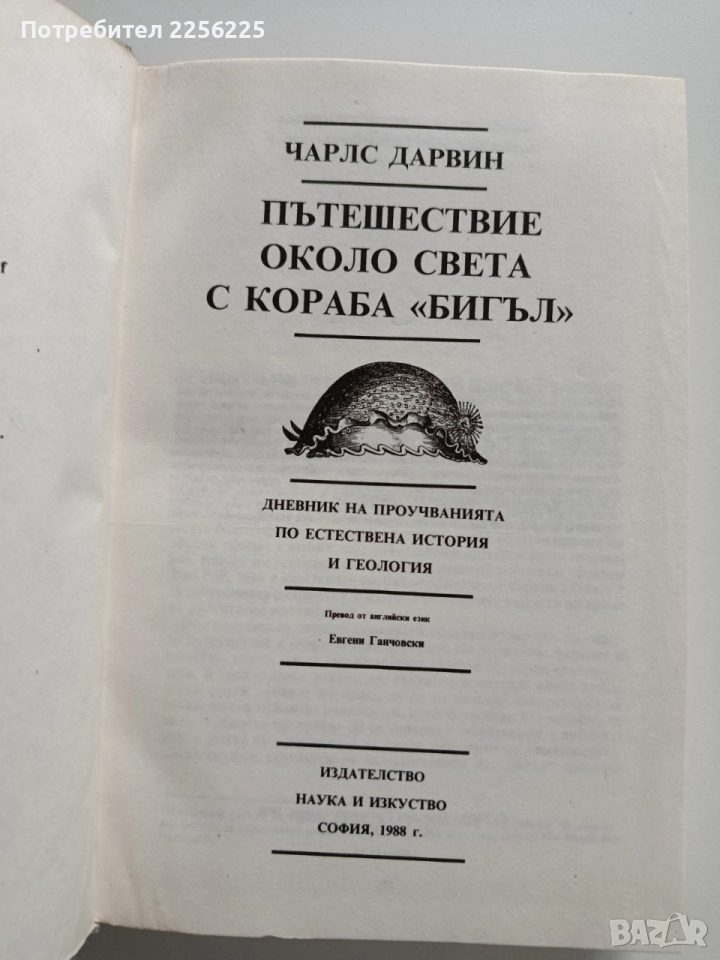 Потребител 2256225
ЧАРЛС ДАРВИН
ПЪТЕШЕСТВИЕ
ОКОЛО СВЕТА
С КОРАБА «БИГЪЛ»
ДНЕВНИК НА ПРОУЧВАНИЯТА
ПО ЕСТЕСТВЕНА ИСТОРИЯ
И ГЕОЛОГИЯ
Превод от английски език
Евгени Ганчовски
ИЗДАТЕЛСТВО
НАУКА И ИЗКУСТВО
СОФИЯ, 1988 г.
BAZAR